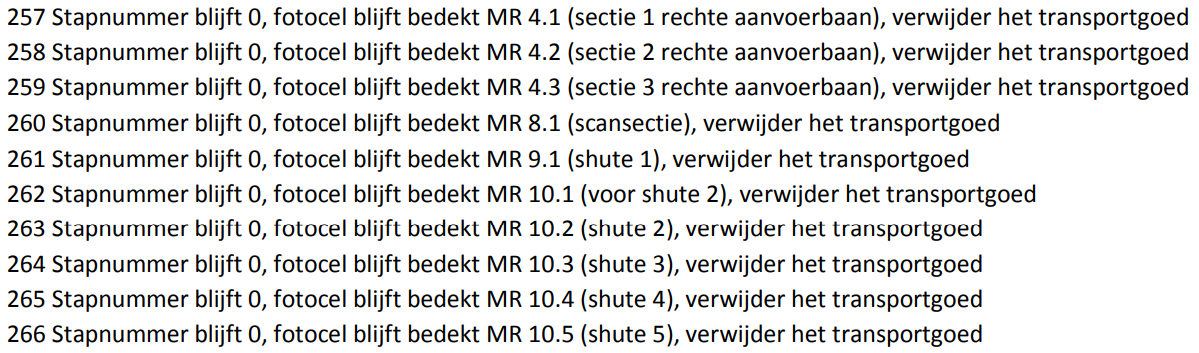 257 Stapnummer blijft 0, fotocel blijft bedekt MR 4.1 (sectie 1 rechte aanvoerbaan), verwijder het transportgoed
258 Stapnummer blijft 0, fotocel blijft bedekt MR 4.2 (sectie 2 rechte aanvoerbaan), verwijder het transportgoed
259 Stapnummer blijft 0, fotocel blijft bedekt MR 4.3 (sectie 3 rechte aanvoerbaan), verwijder het transportgoed
260 Stapnummer blijft 0, fotocel blijft bedekt MR 8.1 (scansectie), verwijder het transportgoed
261 Stapnummer blijft 0, fotocel blijft bedekt MR 9.1 (shute 1), verwijder het transportgoed
262 Stapnummer blijft 0, fotocel blijft bedekt MR 10.1 (voor shute 2), verwijder het transportgoed
263 Stapnummer blijft 0, fotocel blijft bedekt MR 10.2 (shute 2), verwijder het transportgoed
264 Stapnummer blijft 0, fotocel blijft bedekt MR 10.3 (shute 3), verwijder het transportgoed
265 Stapnummer blijft 0, fotocel blijft bedekt MR 10.4 (shute 4), verwijder het transportgoed
266 Stapnummer blijft 0, fotocel blijft bedekt MR 10.5 (shute 5), verwijder het transportgoed